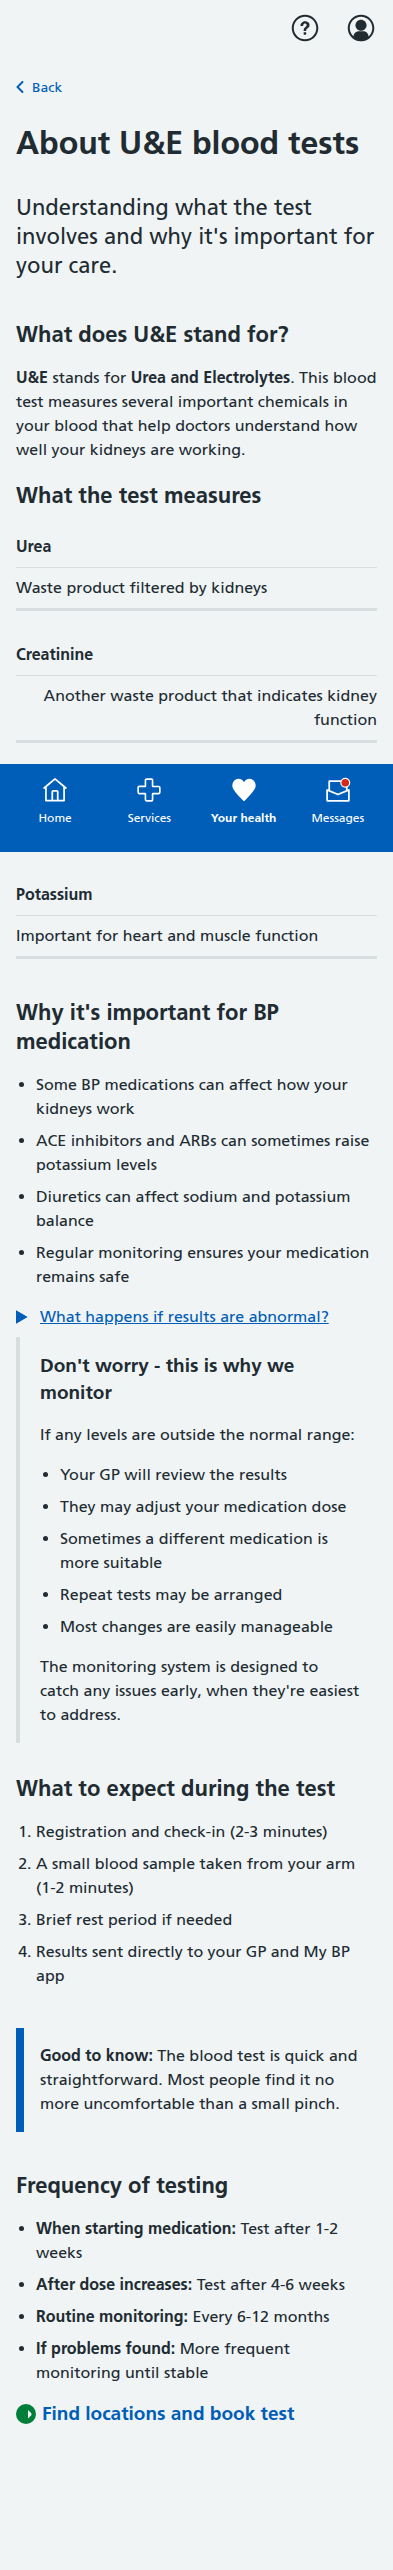 ?
Back
About U&E blood tests
Understanding what the test
involves and why it's important for
your care.
What does U&E stand for?
U&E stands for Urea and Electrolytes. This blood
test measures several important chemicals in
your blood that help doctors understand how
well your kidneys are working.
What the test measures
Urea
Waste product filtered by kidneys
Creatinine
Another waste product that indicates kidney
function
Home Services Your health Messages
Potassium
Important for heart and muscle function
Why it's important for BP
medication
• Some BP medications can affect how your
kidneys work
• ACE inhibitors and ARBs can sometimes raise
potassium levels
• Diuretics can affect sodium and potassium
balance
• Regular monitoring ensures your medication
remains safe
What happens if results are abnormal?
Don't worry - this is why we
monitor
If any levels are outside the normal range:
• Your GP will review the results
• They may adjust your medication dose
• Sometimes a different medication is
more suitable
• Repeat tests may be arranged
• Most changes are easily manageable
The monitoring system is designed to
catch any issues early, when they're easiest
to address.
What to expect during the test
1. Registration and check-in (2-3 minutes)
2. A small blood sample taken from your arm
(1-2 minutes)
3. Brief rest period if needed
4. Results sent directly to your GP and My BP
app
Good to know: The blood test is quick and
straightforward. Most people find it no
more uncomfortable than a small pinch.
Frequency of testing
• When starting medication: Test after 1-2
weeks
• After dose increases: Test after 4-6 weeks
• Routine monitoring: Every 6-12 months
• If problems found: More frequent
monitoring until stable
Find locations and book test